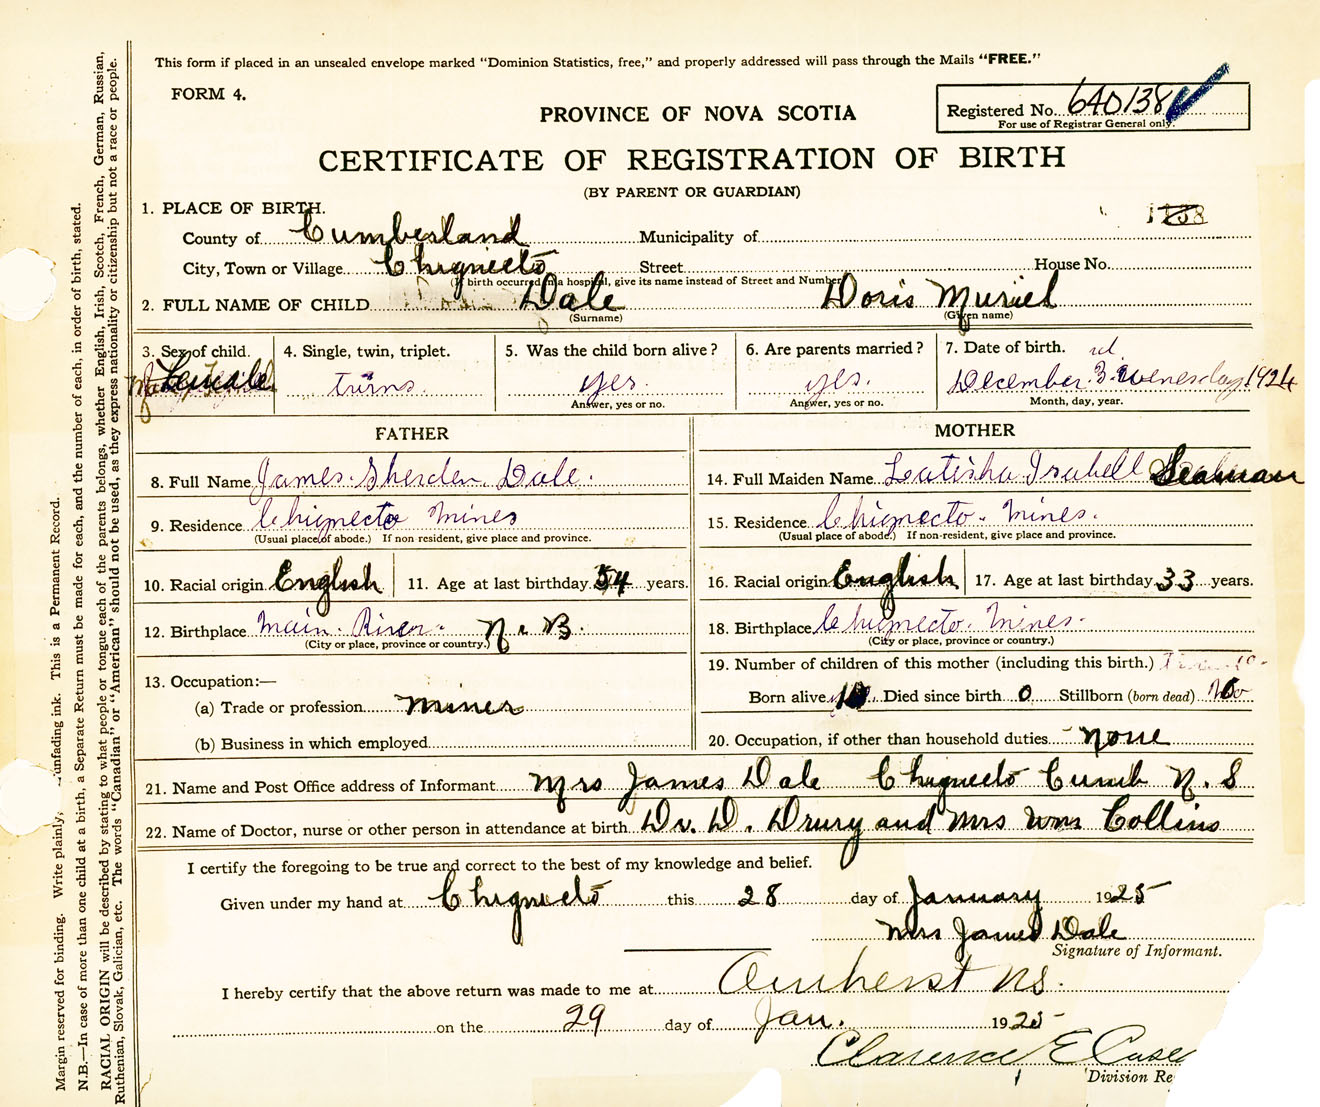 This form if placed in an unsealed envelope marked "Dominion Statistics, free," and properly addressed will pass through the Mails "FREE."
FORM 4.
PROVINCE OF NOVA SCOTIA
Registered No. 640138
For use of Registrar General only.
CERTIFICATE OF REGISTRATION OF BIRTH
(BY PARENT OR GUARDIAN)
1. PLACE OF BIRTH.
County of Cumberland Municipality of
City, Town or Village Chignecto Street House No.
(If birth occurred in a hospital, give its name instead of Street and Number)
2. FULL NAME OF CHILD Dale Doris Muriel
(Surname) (Given name)
3. Sex of child. 4. Single, twin, triplet. 5. Was the child born alive? 6. Are parents married? 7. Date of birth.
Female twins. yes. yes. December 3rd Wenesday 1924
Answer, yes or no. Answer, yes or no. Month, day, year.
FATHER
8. Full Name James Sherden Dale.
9. Residence Chignecto Mines
(Usual place of abode.) If non resident, give place and province.
10. Racial origin English 11. Age at last birthday 54 years.
12. Birthplace Main River N. B.
(City or place, province or country.)
13. Occupation:—
(a) Trade or profession Miner
(b) Business in which employed
MOTHER
14. Full Maiden Name Latisha Isabell Seaman
15. Residence Chignecto Mines.
(Usual place of abode.) If non-resident, give place and province.
16. Racial origin English 17. Age at last birthday 33 years.
18. Birthplace Chignecto Mines.
(City or place, province or country.)
19. Number of children of this mother (including this birth.)
Born alive 10 Died since birth 0 Stillborn (born dead)
20. Occupation, if other than household duties none
21. Name and Post Office address of Informant Mrs James Dale Chignecto Cumb N. S
22. Name of Doctor, nurse or other person in attendance at birth Dr. D. Drury and Mrs Wm Collins
I certify the foregoing to be true and correct to the best of my knowledge and belief.
Given under my hand at Chignecto this 28 day of January 1925
Mrs James Dale
Signature of Informant.
I hereby certify that the above return was made to me at Amherst NS.
on the 29 day of Jan. 1925
Clarence E
Division Re
Margin reserved for binding. Write plainly, unfading ink. This is a Permanent Record.
N.B.—In case of more than one child at a birth, a Separate Return must be made for each, and the number of each, in order of birth, stated.
RACIAL ORIGIN will be described by stating to what people or tongue each of the parents belongs, whether English, Irish, Scotch, French, German, Russian,
Ruthenian, Slovak, Galician, etc. The words "Canadian" or "American" should not be used, as they express nationality or citizenship but not a race or people.